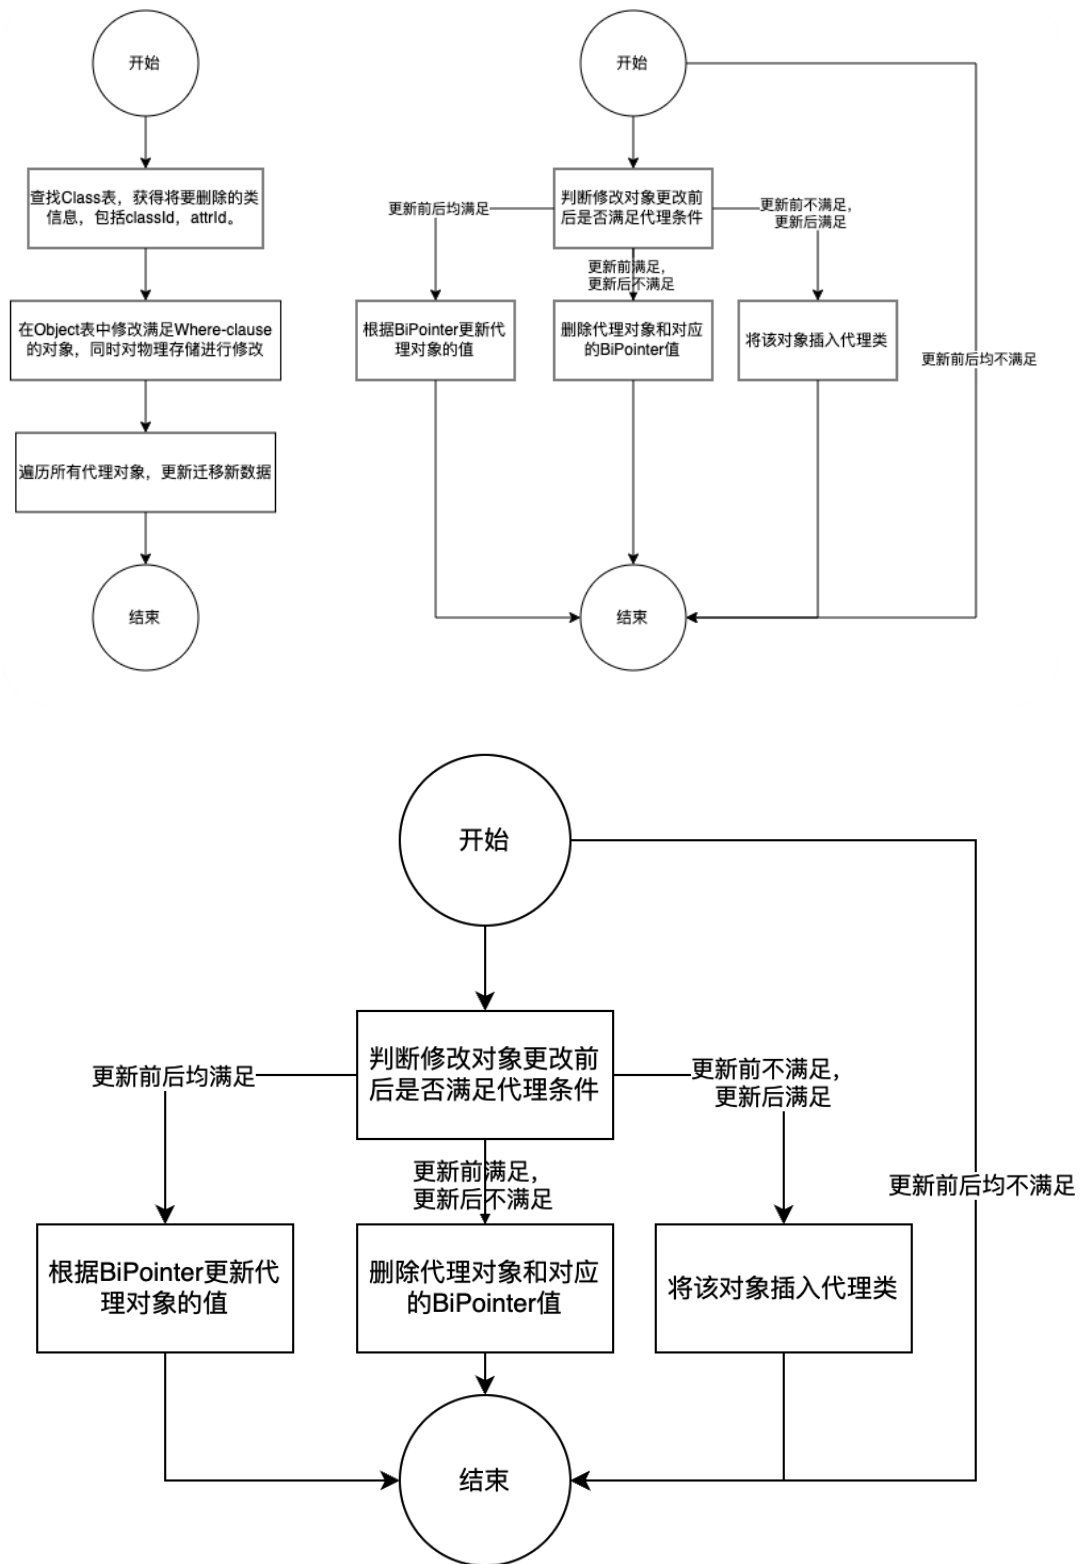 开始
查找Class表，获得将要删除的类
信息，包括classId，attrId。
在Object表中修改满足Where-clause
的对象，同时对物理存储进行修改
遍历所有代理对象，更新迁移新数据
结束
开始
判断修改对象更改前
后是否满足代理条件
更新前后均满足
更新前满足，
更新后不满足
更新前不满足，
更新后满足
更新前后均不满足
根据BiPointer更新代
理对象的值
删除代理对象和对应
的BiPointer值
将该对象插入代理类
结束
开始
判断修改对象更改前
后是否满足代理条件
更新前后均满足
更新前满足，
更新后不满足
更新前不满足，
更新后满足
更新前后均不满足
根据BiPointer更新代
理对象的值
删除代理对象和对应
的BiPointer值
将该对象插入代理类
结束